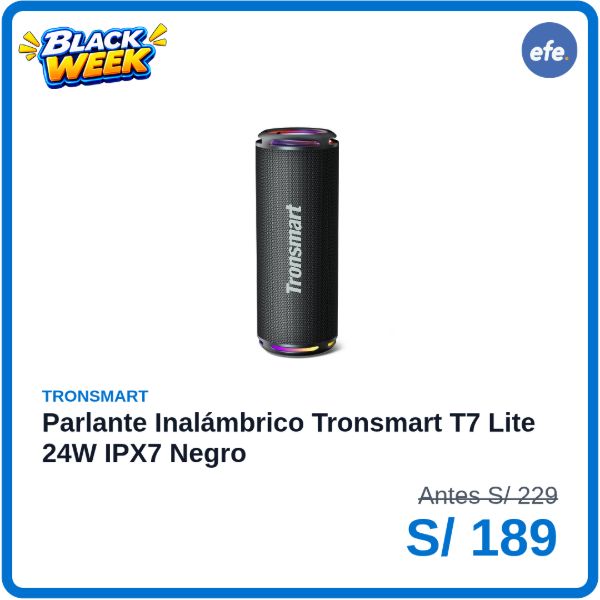 BLACK
WEEK
efe.
Tronsmart
TRONSMART
Parlante Inalámbrico Tronsmart T7 Lite
24W IPX7 Negro
Antes S/ 229
S/ 189